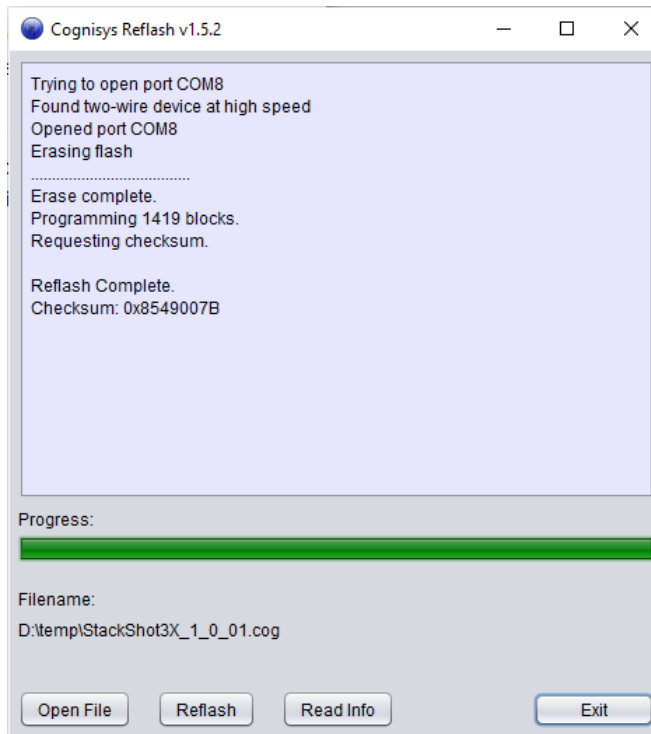 Cognisys Reflash v1.5.2
Trying to open port COM8
Found two-wire device at high speed
Opened port COM8
Erasing flash
......................................
Erase complete.
Programming 1419 blocks.
Requesting checksum.
Reflash Complete.
Checksum: 0x8549007B
Progress:
Filename:
D:\temp\StackShot3X_1_0_01.cog
Open File Reflash Read Info Exit